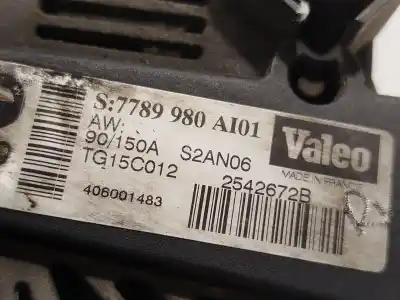 S:7789 980 AI01
AW
90/150A S2AN06
TG15C012
406001483
Valeo
MADE IN FRANCE
2542672B